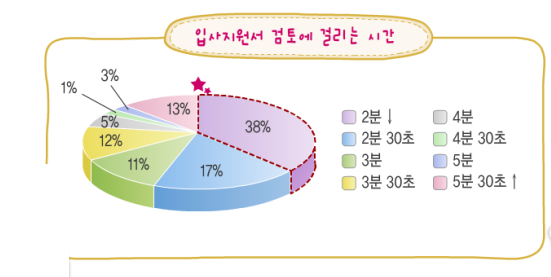 입사지원서 검토에 걸리는 시간
3%
1%
13%
5%
38%
12%
11%
17%
2분↓
4분
2분 30초
4분 30초
3분
5분
3분 30초
5분 30초↑